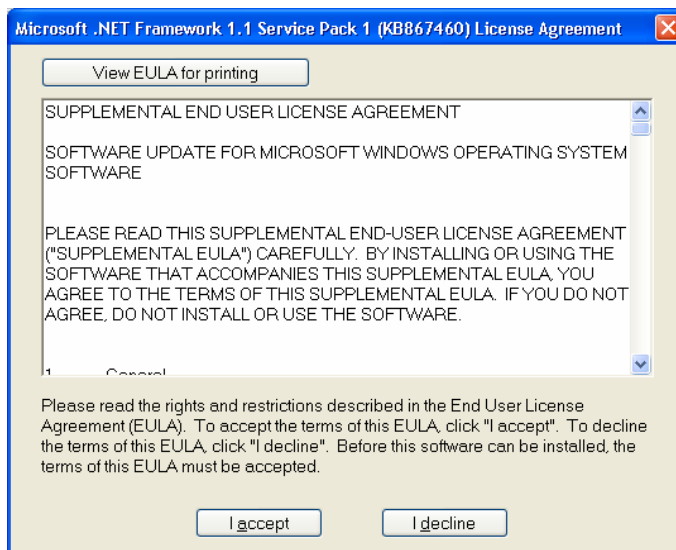 Microsoft .NET Framework 1.1 Service Pack 1 (KB867460) License Agreement
View EULA for printing
SUPPLEMENTAL END USER LICENSE AGREEMENT
SOFTWARE UPDATE FOR MICROSOFT WINDOWS OPERATING SYSTEM
SOFTWARE
PLEASE READ THIS SUPPLEMENTAL END-USER LICENSE AGREEMENT
("SUPPLEMENTAL EULA") CAREFULLY.  BY INSTALLING OR USING THE
SOFTWARE THAT ACCOMPANIES THIS SUPPLEMENTAL EULA, YOU
AGREE TO THE TERMS OF THIS SUPPLEMENTAL EULA.  IF YOU DO NOT
AGREE, DO NOT INSTALL OR USE THE SOFTWARE.
1. General
Please read the rights and restrictions described in the End User License
Agreement (EULA).  To accept the terms of this EULA, click "I accept".  To decline
the terms of this EULA, click "I decline".  Before this software can be installed, the
terms of this EULA must be accepted.
I accept
I decline